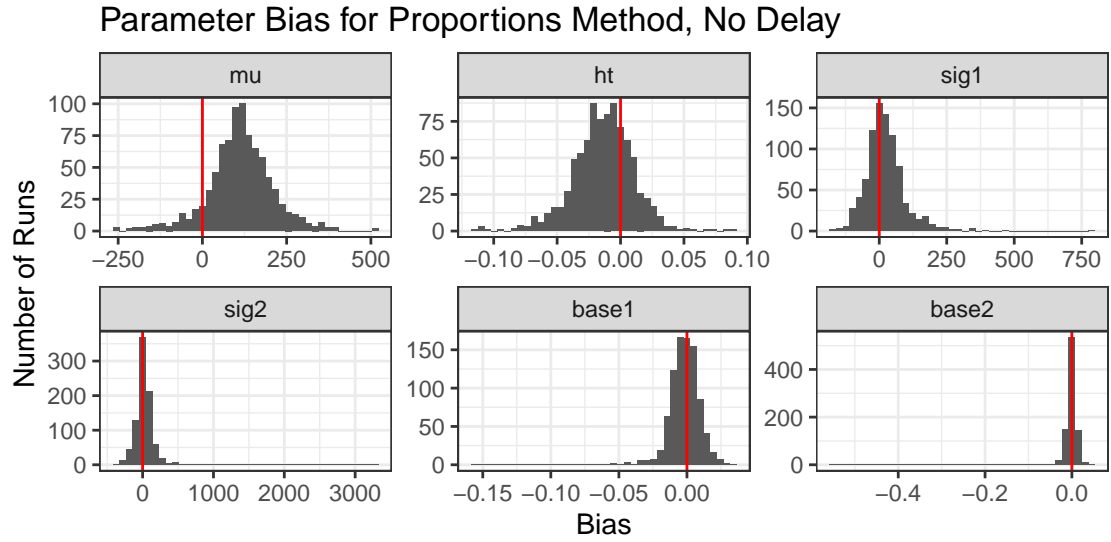 Parameter Bias for Proportions Method, No Delay
mu
ht
sig1
100
75
50
25
0
75
50
25
0
150
100
50
0
−250 0 250 500
−0.10 −0.05 0.00 0.05 0.10
0 250 500 750
sig2
base1
base2
300
200
100
0
150
100
50
0
400
200
0
0 1000 2000 3000
−0.15 −0.10 −0.05 0.00
−0.4 −0.2 0.0
Number of Runs
Bias